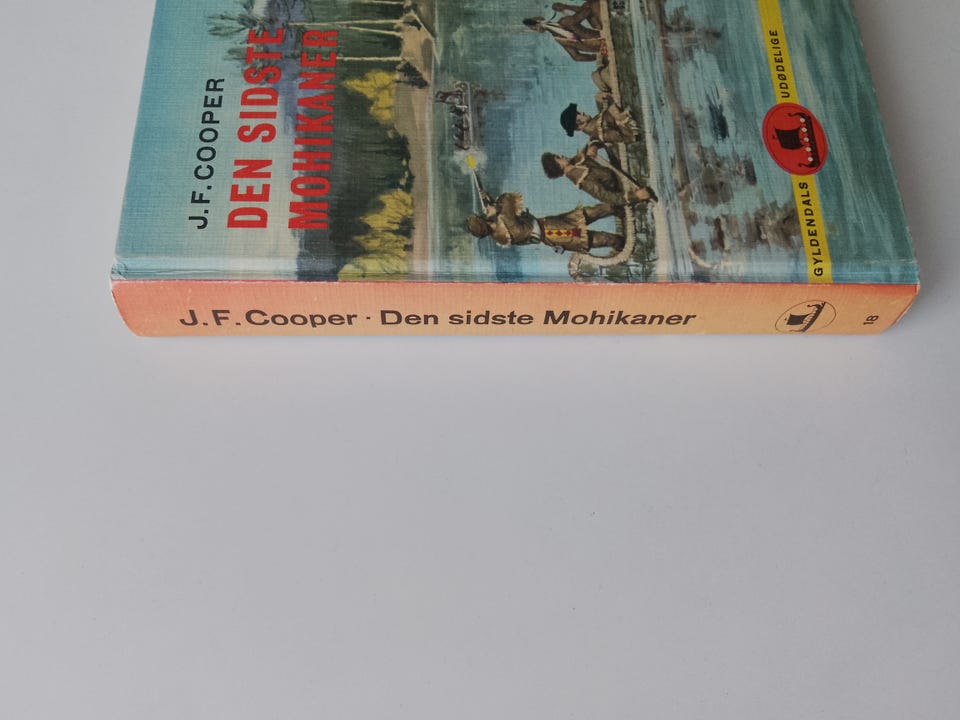 J.F. COOPER
DEN SIDSTE
MOHIKANER
GYLDENDALS UDØDELIGE
J.F. Cooper · Den sidste Mohikaner
18